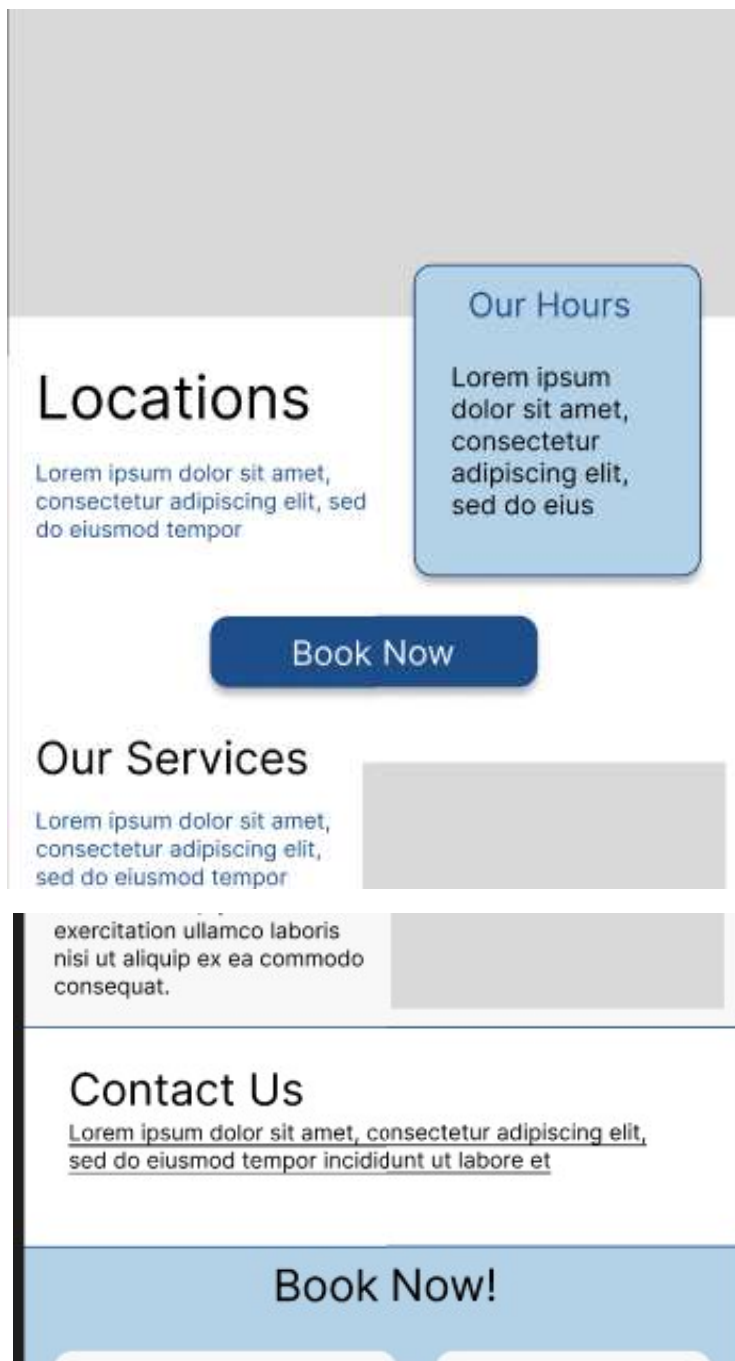 Our Hours
Lorem ipsum
dolor sit amet,
consectetur
adipiscing elit,
sed do eius
Locations
Lorem ipsum dolor sit amet,
consectetur adipiscing elit, sed
do eiusmod tempor
Book Now
Our Services
Lorem ipsum dolor sit amet,
consectetur adipiscing elit,
sed do eiusmod tempor
exercitation ullamco laboris
nisi ut aliquip ex ea commodo
consequat.
Contact Us
Lorem ipsum dolor sit amet, consectetur adipiscing elit,
sed do eiusmod tempor incididunt ut labore et
Book Now!